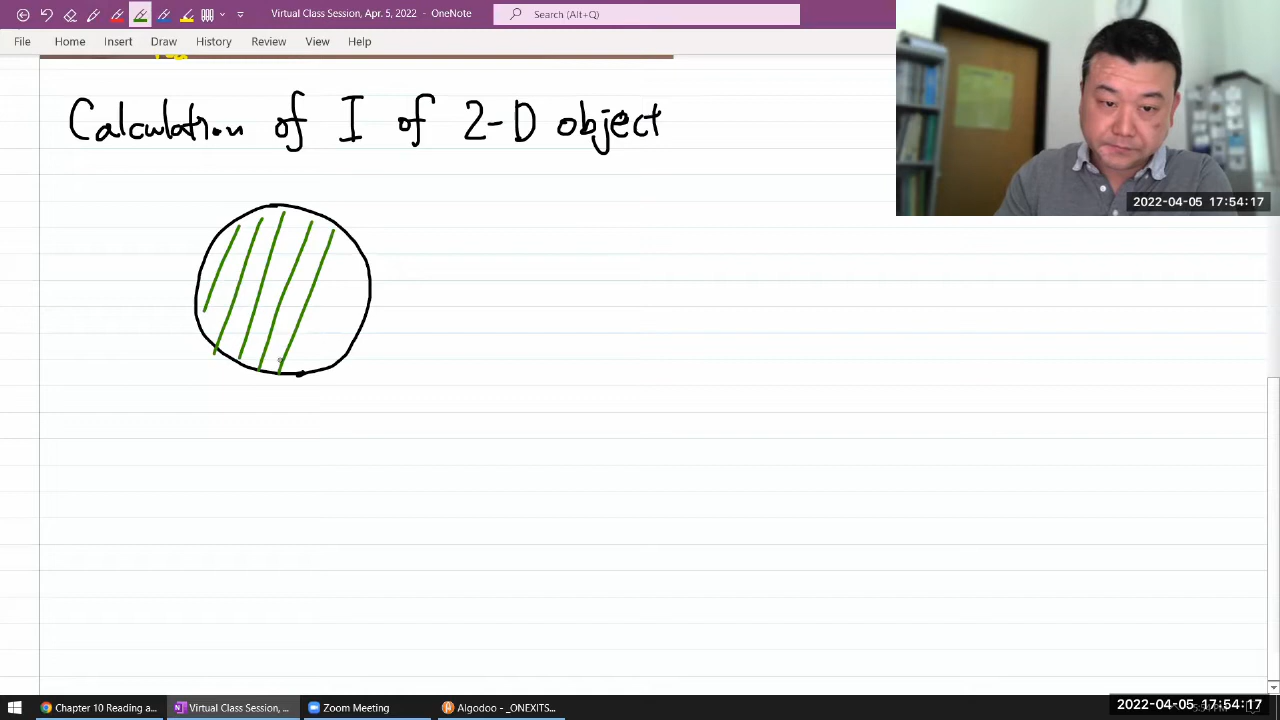 Virtual Class Session, Apr. 5, 2022 - OneNote
Search (Alt+Q)
File Home Insert Draw History Review View Help
Calculation of I of 2-D object
2022-04-05 17:54:17
Chapter 10 Reading a...
Virtual Class Session, ...
Zoom Meeting
Algodoo - _ONEXITS...
2022-04-05 17:54:17